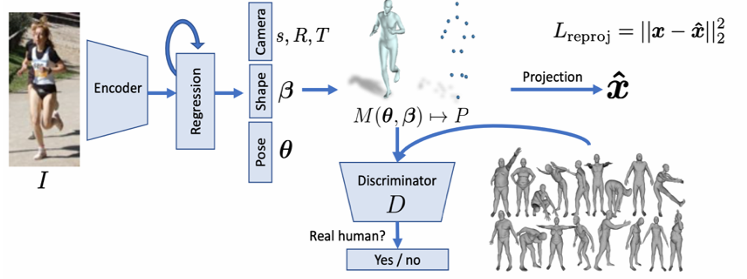 I
Encoder
Regression
Camera
s, R, T
Shape
β
Pose
θ
M(θ, β) ↦ P
Projection
x̂
L_reproj = ||x − x̂||₂²
Discriminator
D
Real human?
Yes / no